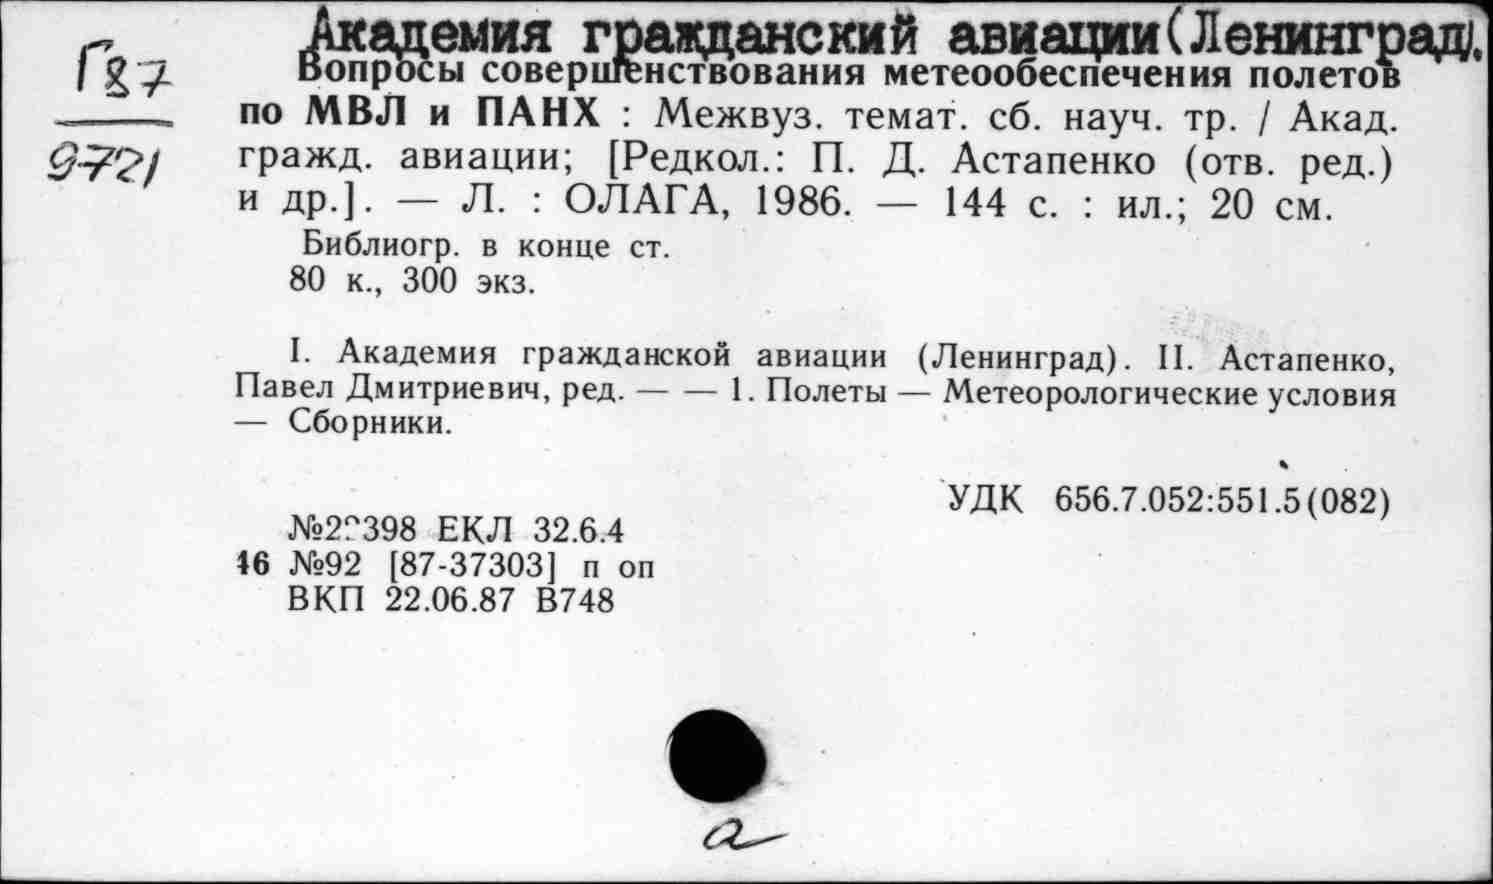 Академия гражданский авиации(Ленинград).
Г87
9721
Вопросы совершенствования метеообеспечения полетов
по МВЛ и ПАНХ : Межвуз. темат. сб. науч. тр. / Акад.
гражд. авиации; [Редкол.: П. Д. Астапенко (отв. ред.)
и др.]. — Л. : ОЛАГА, 1986. — 144 с. : ил.; 20 см.
Библиогр. в конце ст.
80 к., 300 экз.
I. Академия гражданской авиации (Ленинград). II. Астапенко,
Павел Дмитриевич, ред. — — 1. Полеты — Метеорологические условия
— Сборники.
УДК 656.7.052:551.5(082)
ЕКЛ 32.6.4
16 №92 [87-37303] п оп
ВКП 22.06.87 В748
а